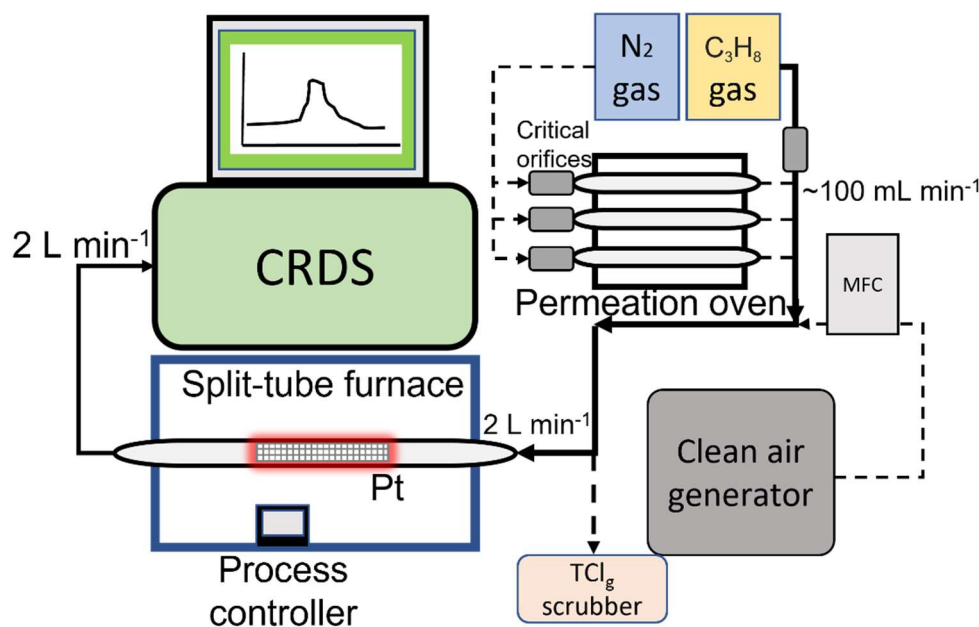 N₂
gas
C₃H₈
gas
Critical
orifices
~100 mL min⁻¹
2 L min⁻¹
CRDS
MFC
Permeation oven
Split-tube furnace
2 L min⁻¹
Pt
Clean air
generator
Process
controller
TCl₉
scrubber